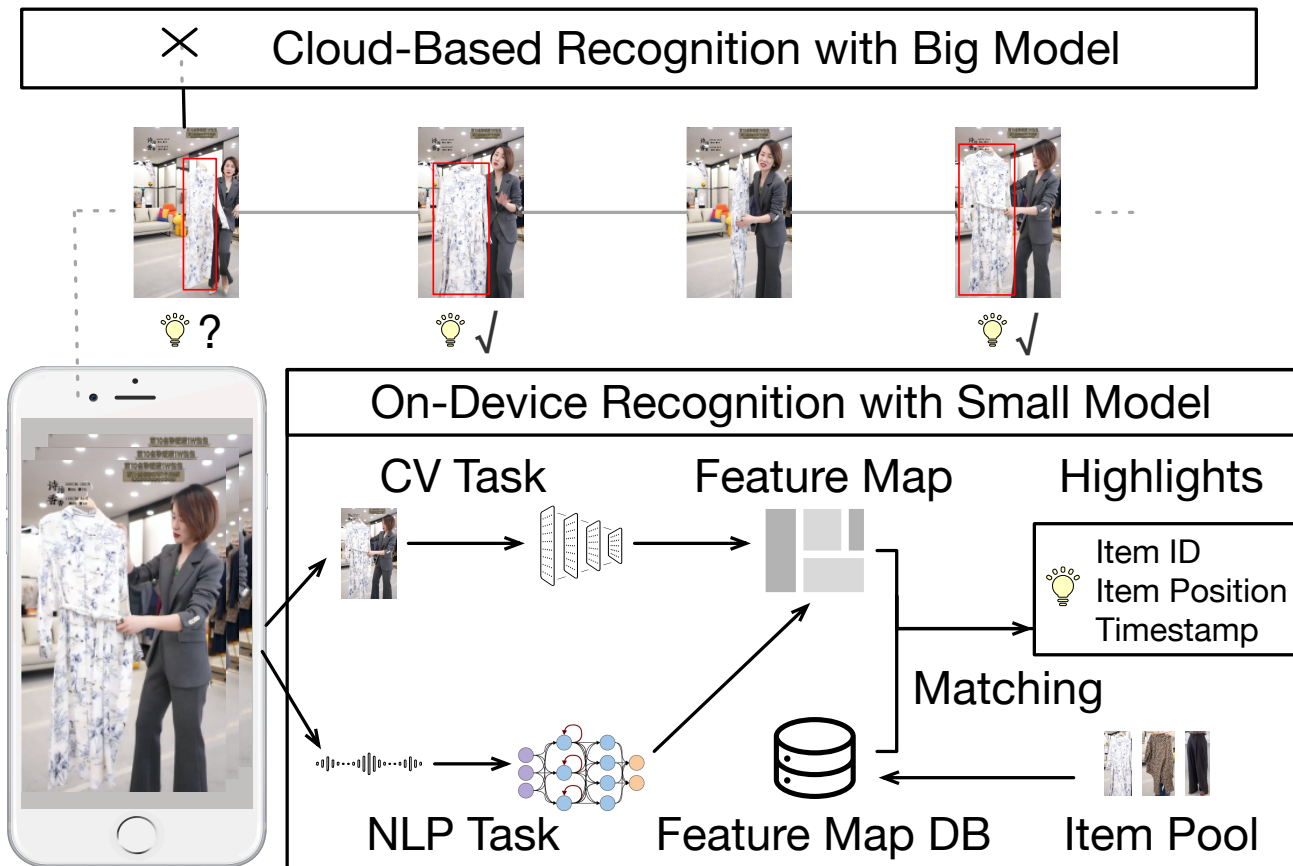 Cloud-Based Recognition with Big Model
?
√
√
On-Device Recognition with Small Model
CV Task
Feature Map
Highlights
Item ID
Item Position
Timestamp
Matching
NLP Task
Feature Map DB
Item Pool